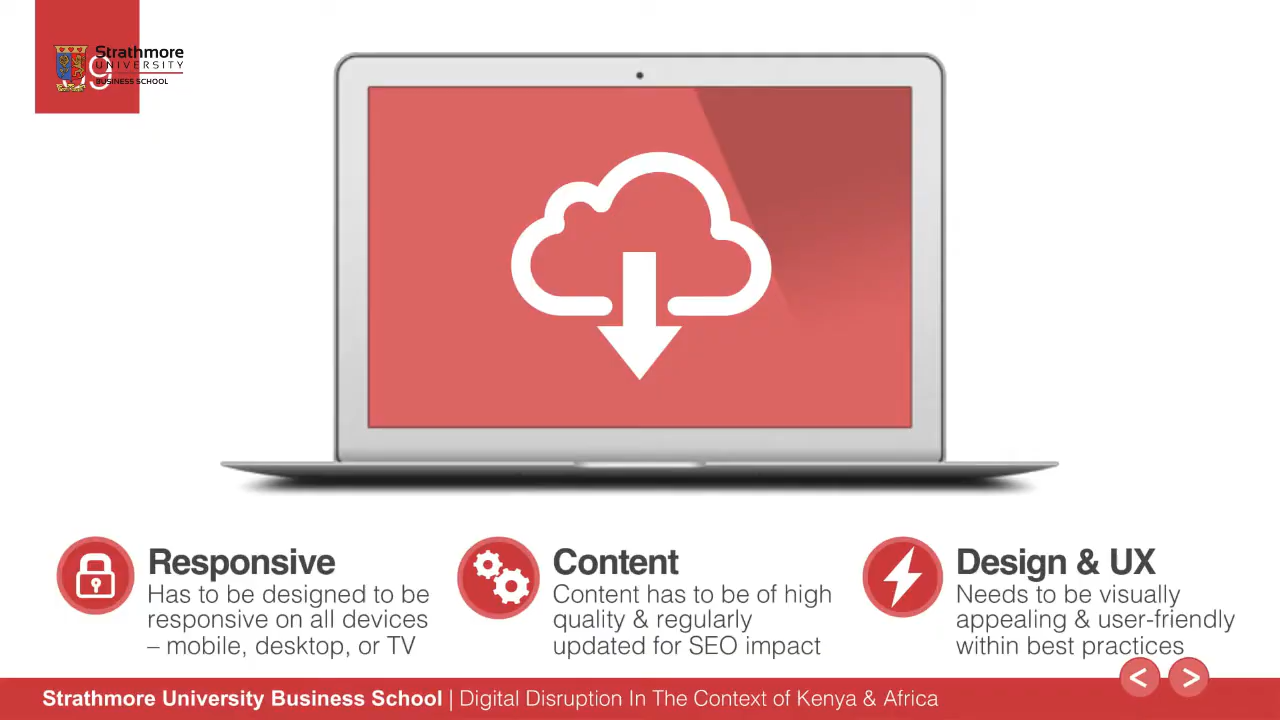 Strathmore
UNIVERSITY
BUSINESS SCHOOL
09
Responsive
Has to be designed to be
responsive on all devices
– mobile, desktop, or TV
Content
Content has to be of high
quality & regularly
updated for SEO impact
Design & UX
Needs to be visually
appealing & user-friendly
within best practices
< >
Strathmore University Business School | Digital Disruption In The Context of Kenya & Africa